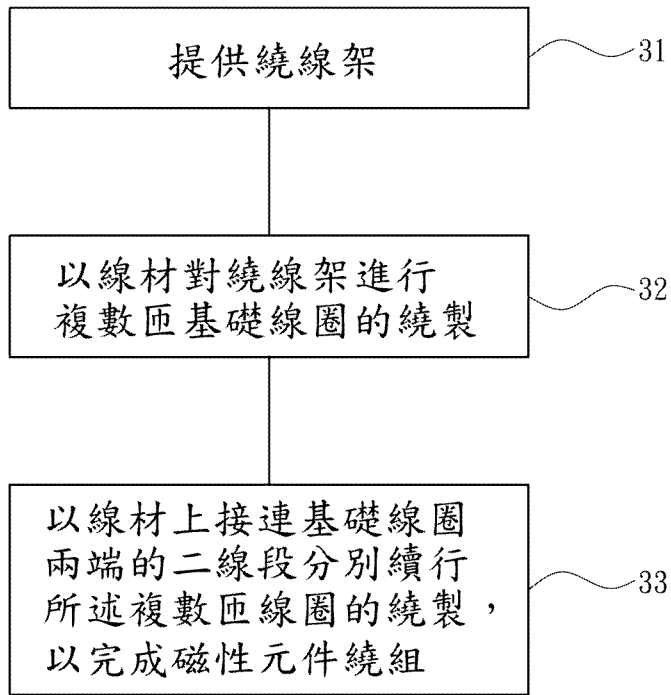 提供繞線架
31
以線材對繞線架進行
複數匝基礎線圈的繞製
32
以線材上接連基礎線圈
兩端的二線段分別續行
所述複數匝線圈的繞製，
以完成磁性元件繞組
33